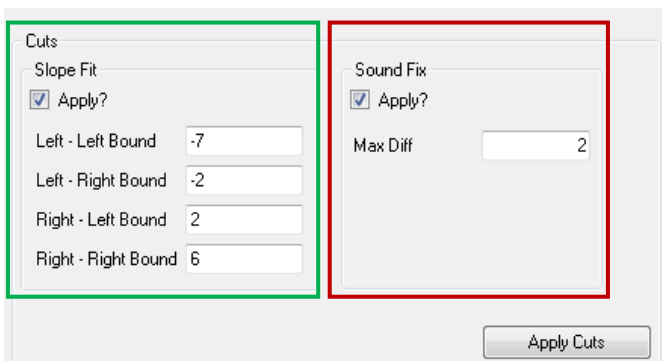 Cuts
Slope Fit
Apply?
Left - Left Bound -7
Left - Right Bound -2
Right - Left Bound 2
Right - Right Bound 6
Sound Fix
Apply?
Max Diff 2
Apply Cuts